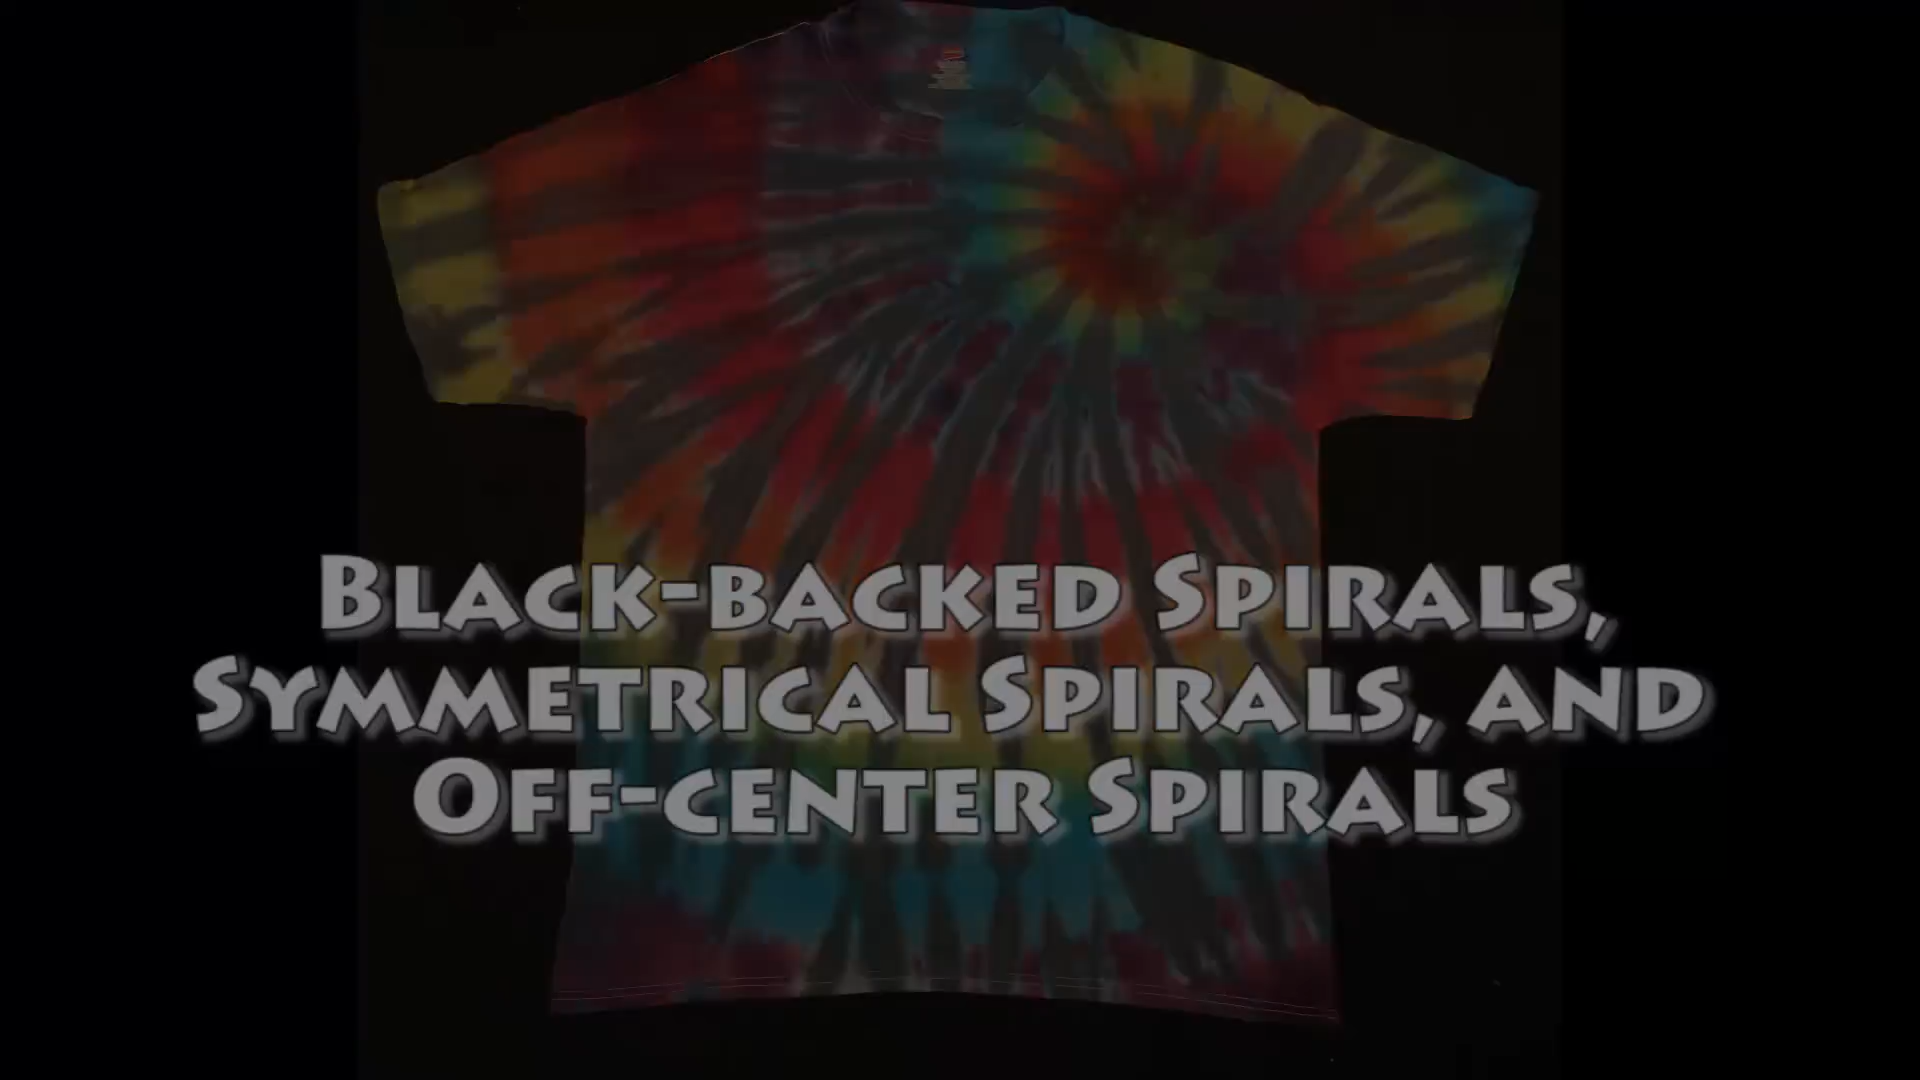 Black-backed Spirals,
Symmetrical Spirals, and
Off-center Spirals